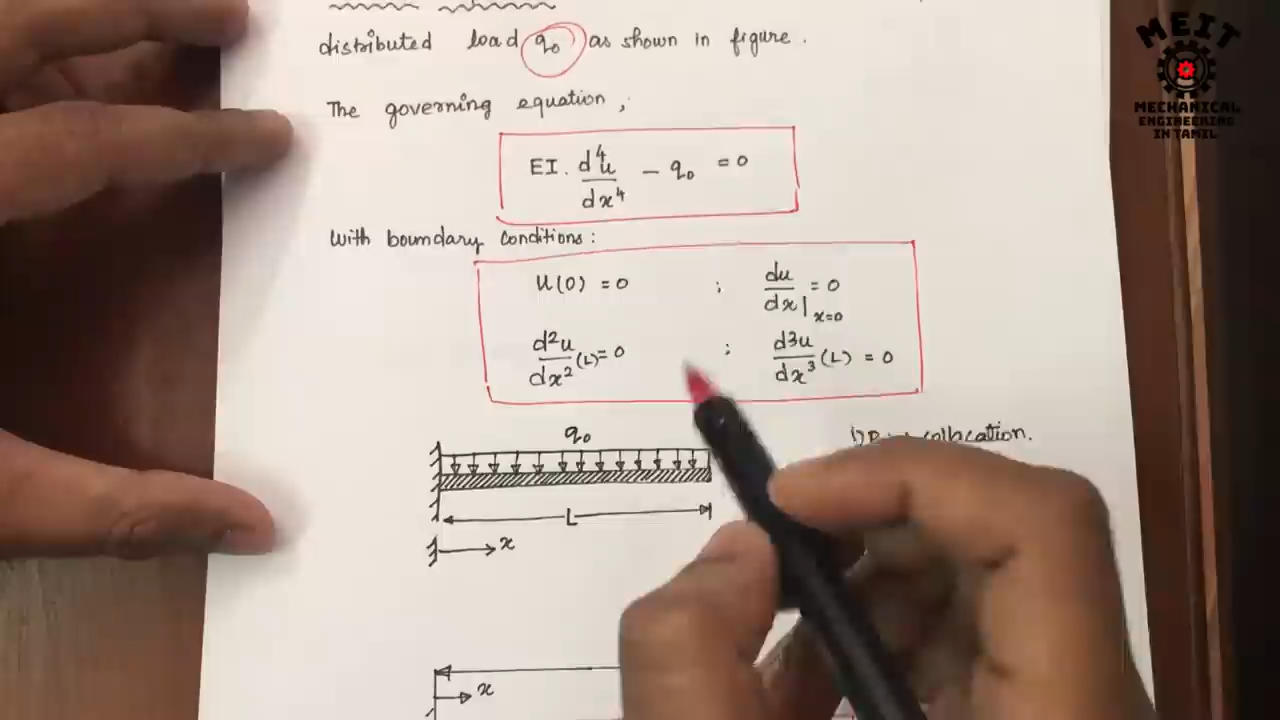 distributed load q₀ as shown in figure.
The governing equation,
EI. d⁴u/dx⁴ − q₀ = 0
With boundary conditions:
u(0) = 0 ; du/dx|ₓ₌₀ = 0
d²u/dx² (L) = 0 ; d³u/dx³ (L) = 0
q₀
L
x
1)
collocation.
x
MEIT
MECHANICAL
ENGINEERING
IN TAMIL